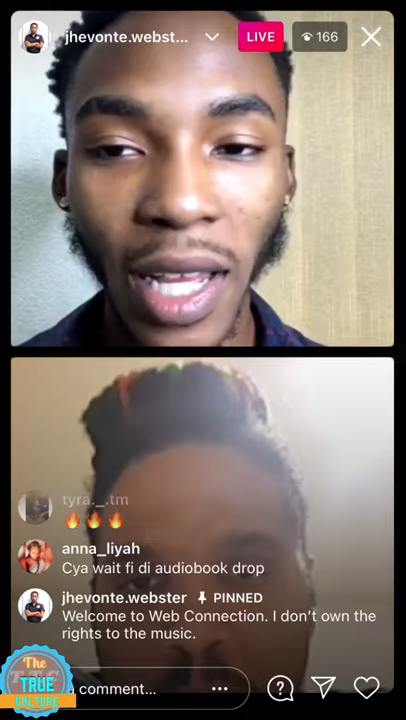 jhevonte.webst...
LIVE
166
tyra._.tm
🔥🔥🔥
anna_liyah
Cya wait fi di audiobook drop
jhevonte.webster PINNED
Welcome to Web Connection. I don't own the
rights to the music.
a comment...
The
TRUE
CULTURE